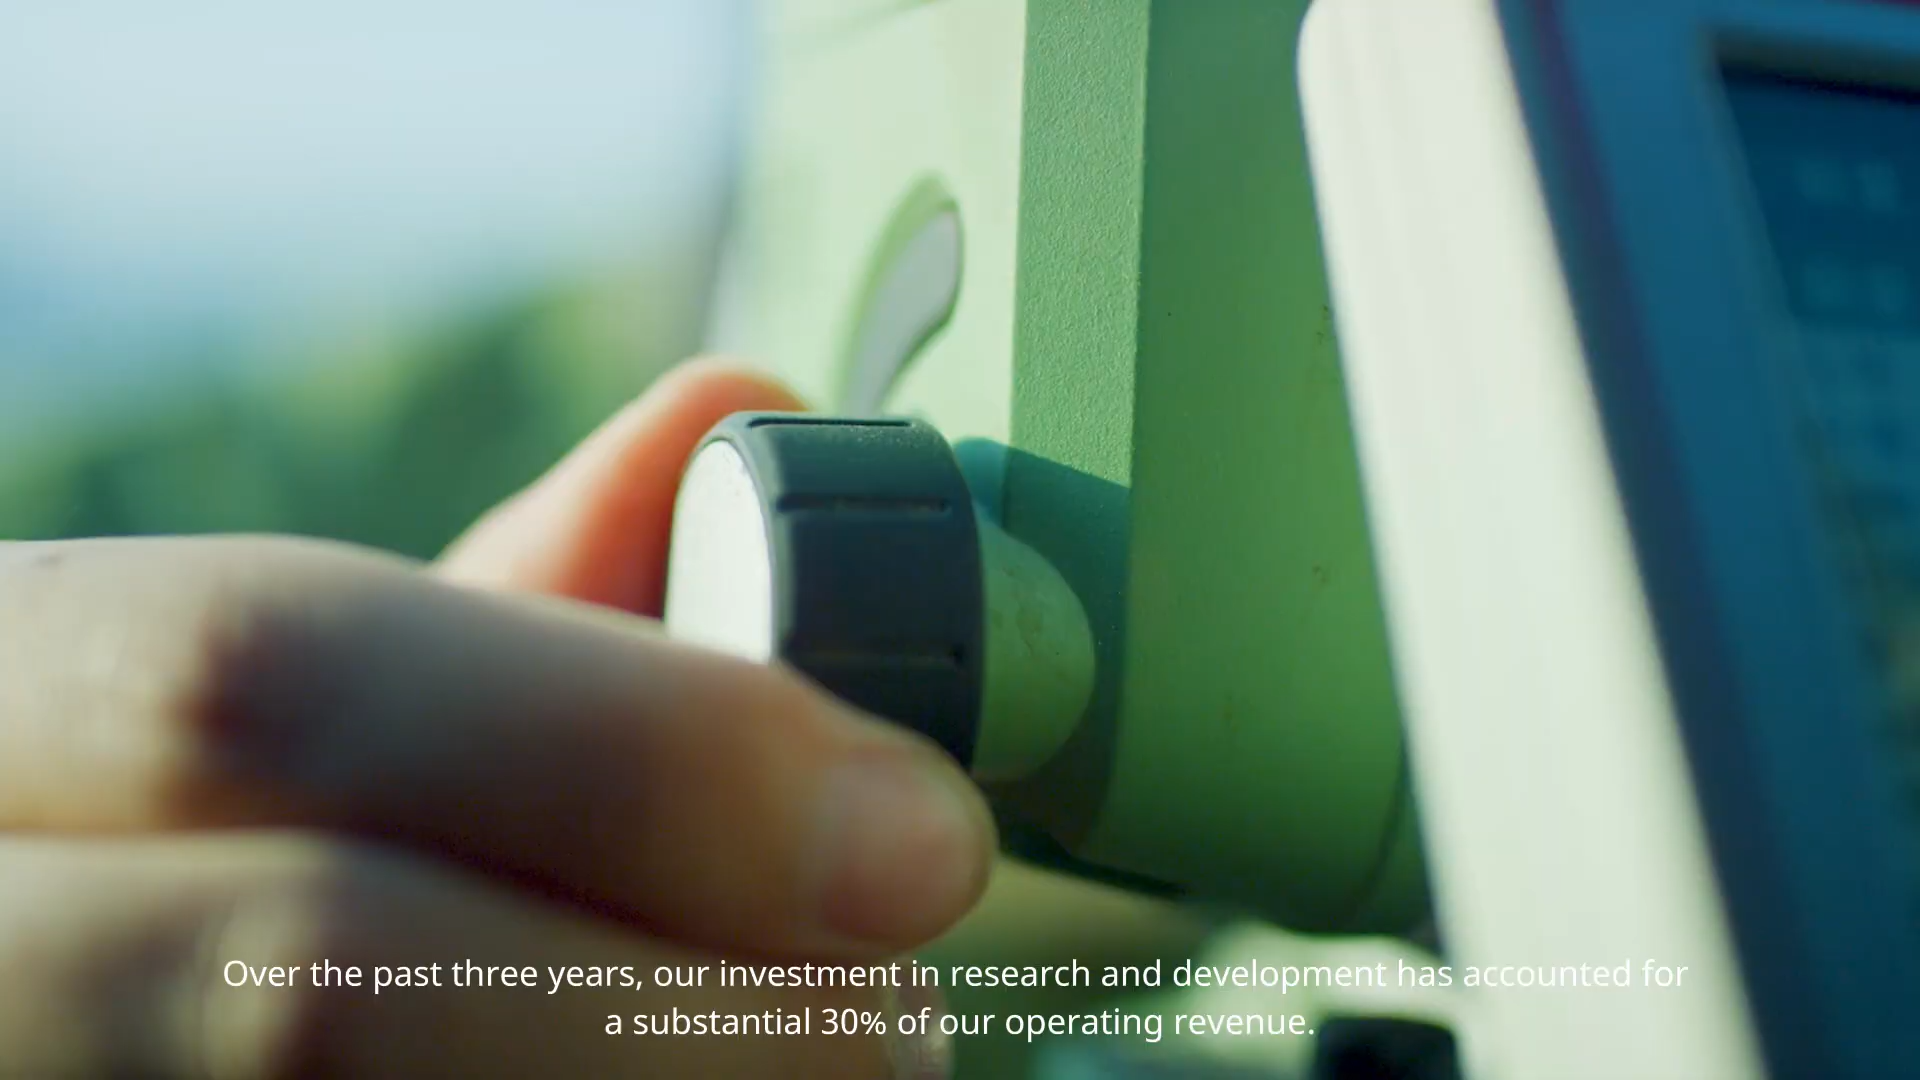 Over the past three years, our investment in research and development has accounted for
a substantial 30% of our operating revenue.